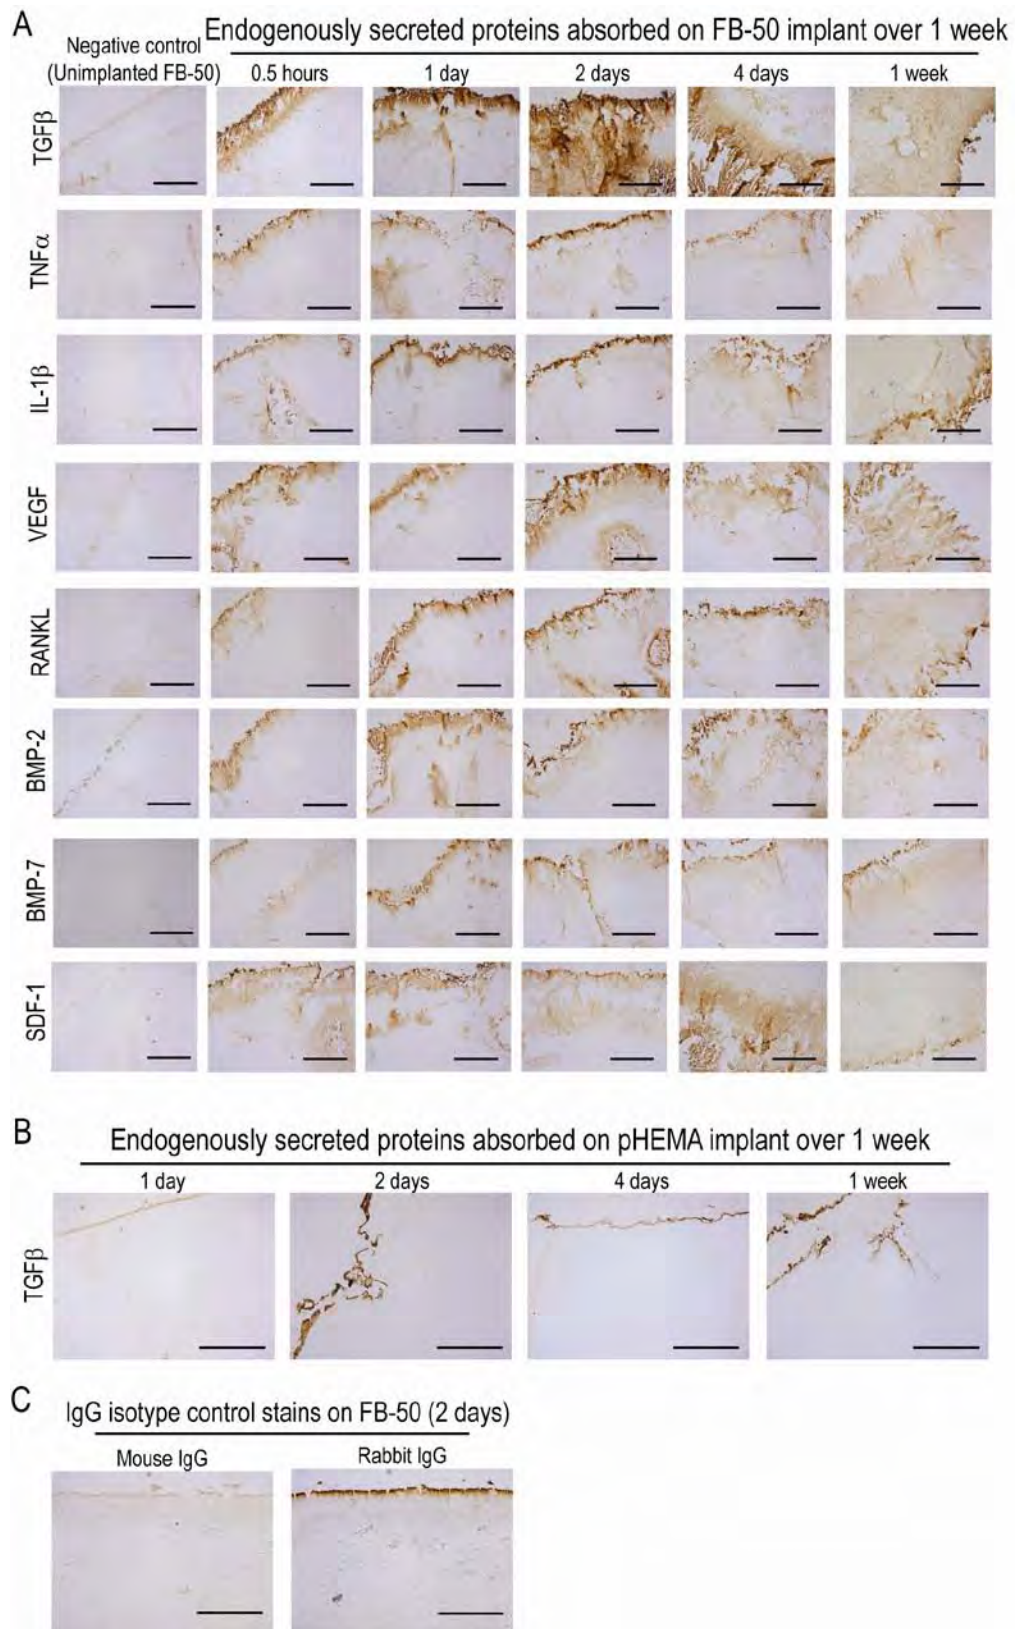 A
Endogenously secreted proteins absorbed on FB-50 implant over 1 week
Negative control
(Unimplanted FB-50)
0.5 hours
1 day
2 days
4 days
1 week
TGFβ
TNFα
IL-1β
VEGF
RANKL
BMP-2
BMP-7
SDF-1
B
Endogenously secreted proteins absorbed on pHEMA implant over 1 week
1 day
2 days
4 days
1 week
TGFβ
C
IgG isotype control stains on FB-50 (2 days)
Mouse IgG
Rabbit IgG